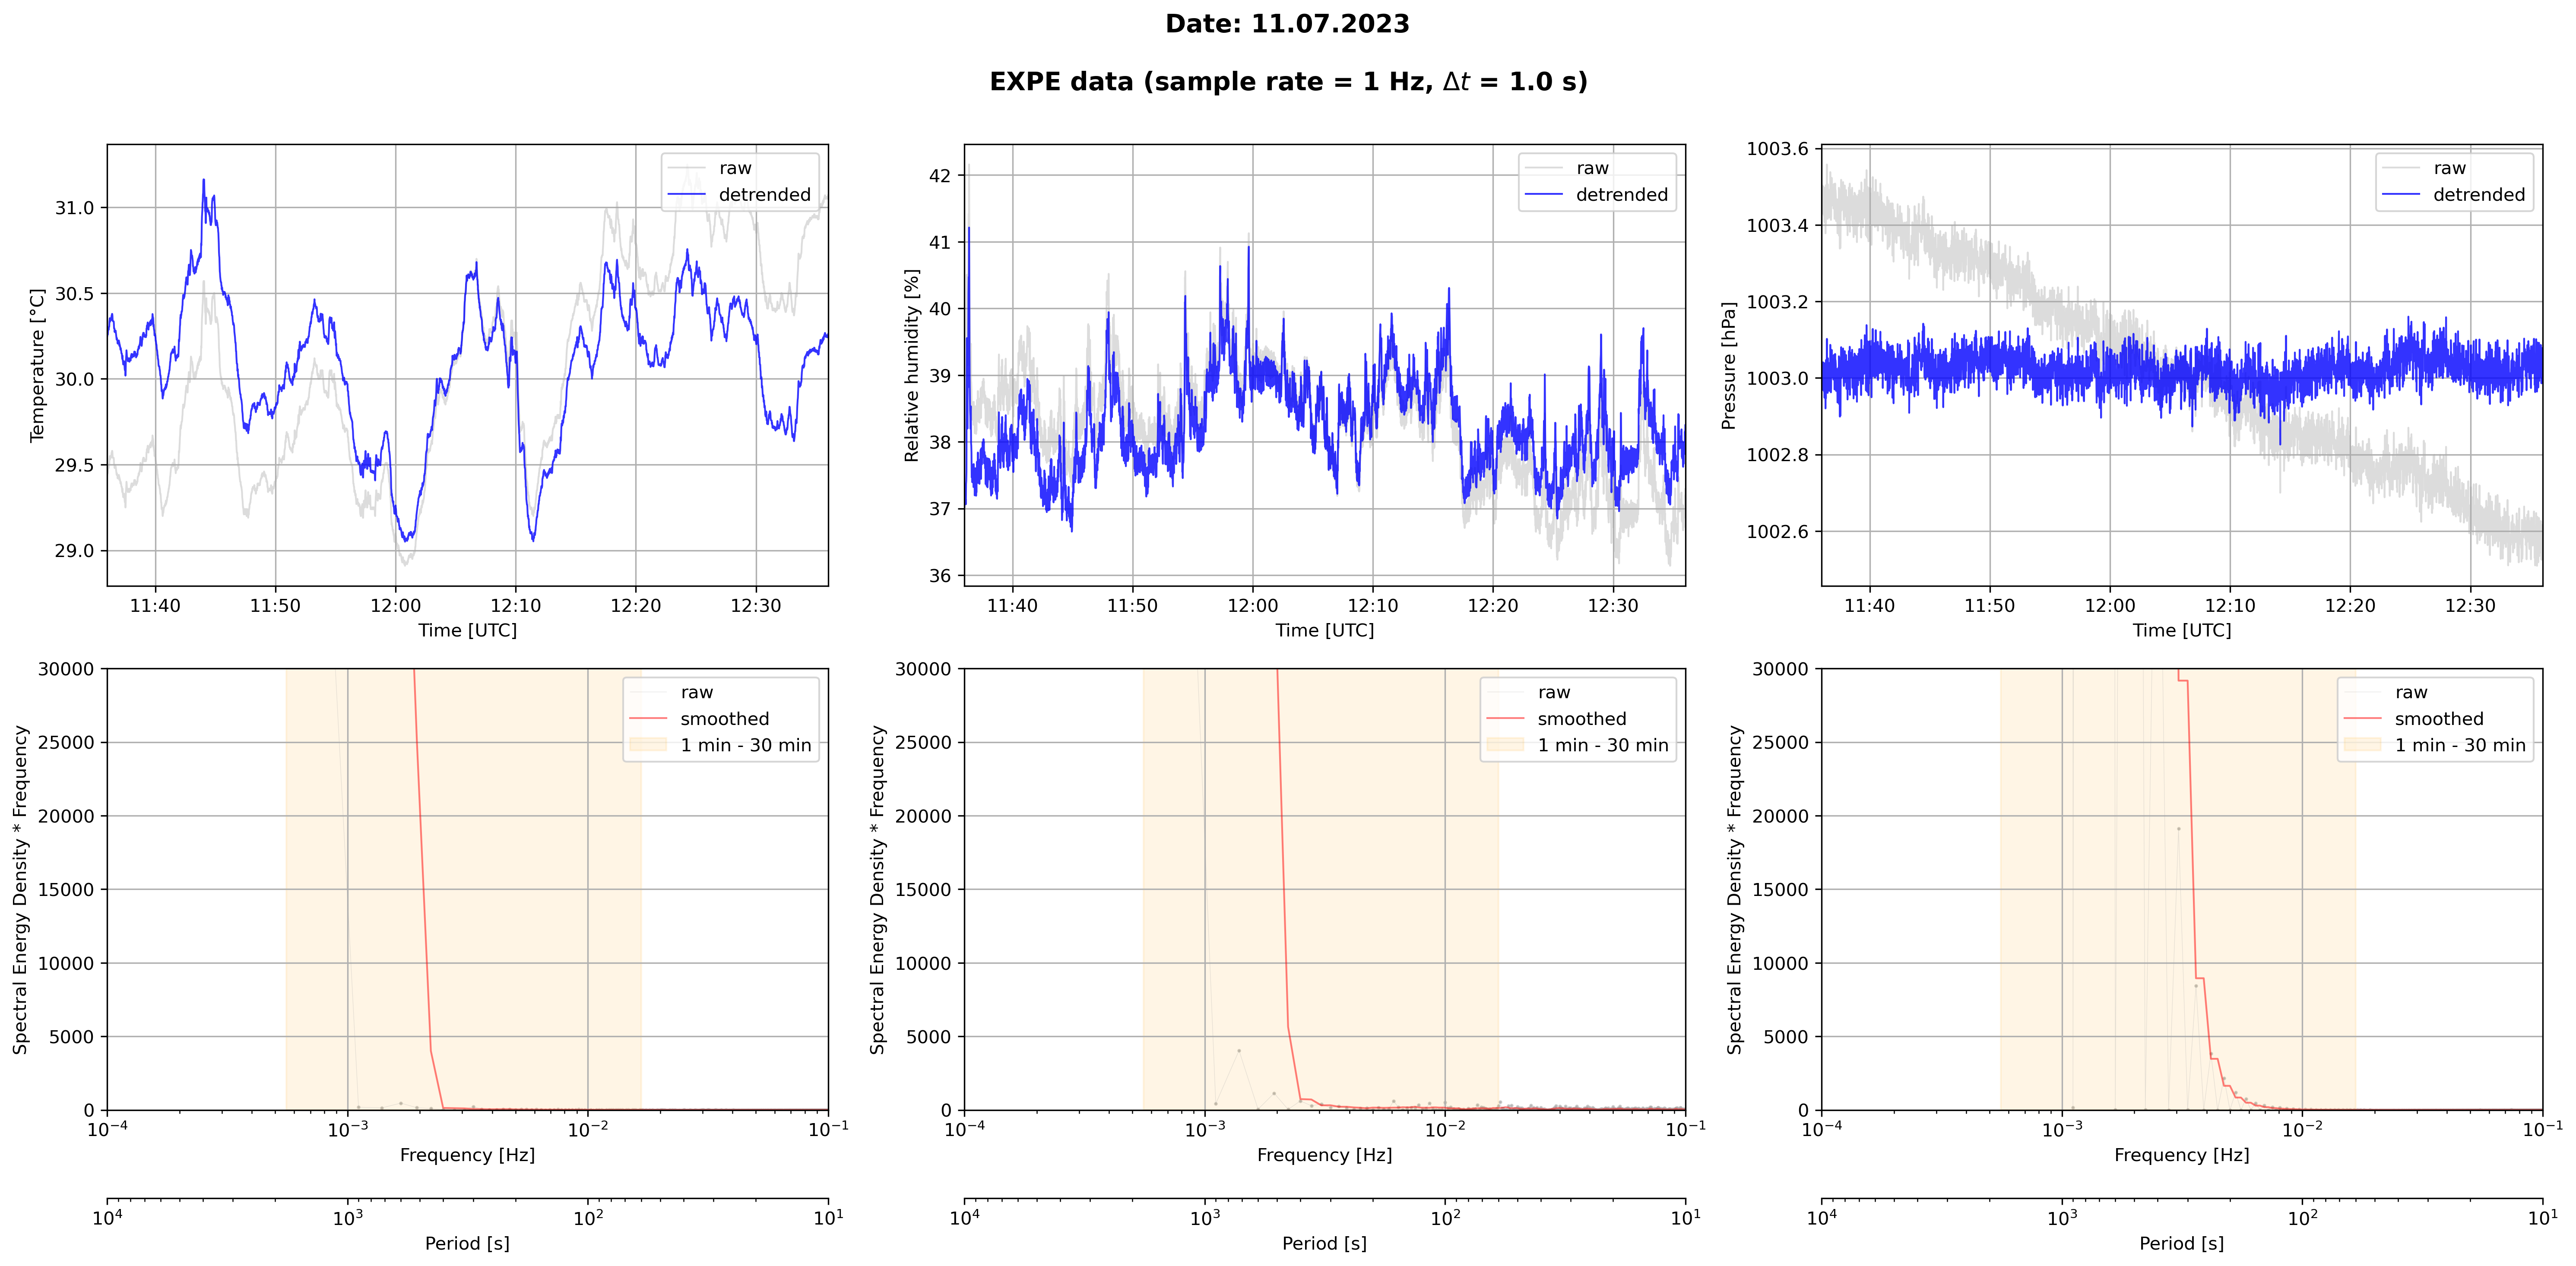 Date: 11.07.2023
EXPE data (sample rate = 1 Hz, Δt = 1.0 s)
Temperature [°C]
31.0
30.5
30.0
29.5
29.0
raw
detrended
11:40 11:50 12:00 12:10 12:20 12:30
Time [UTC]
Relative humidity [%]
42
41
40
39
38
37
36
raw
detrended
11:40 11:50 12:00 12:10 12:20 12:30
Time [UTC]
Pressure [hPa]
1003.6
1003.4
1003.2
1003.0
1002.8
1002.6
raw
detrended
11:40 11:50 12:00 12:10 12:20 12:30
Time [UTC]
Spectral Energy Density * Frequency
30000
25000
20000
15000
10000
5000
0
raw
smoothed
1 min - 30 min
10⁻⁴ 10⁻³ 10⁻² 10⁻¹
Frequency [Hz]
10⁴ 10³ 10² 10¹
Period [s]
Spectral Energy Density * Frequency
30000
25000
20000
15000
10000
5000
0
raw
smoothed
1 min - 30 min
10⁻⁴ 10⁻³ 10⁻² 10⁻¹
Frequency [Hz]
10⁴ 10³ 10² 10¹
Period [s]
Spectral Energy Density * Frequency
30000
25000
20000
15000
10000
5000
0
raw
smoothed
1 min - 30 min
10⁻⁴ 10⁻³ 10⁻² 10⁻¹
Frequency [Hz]
10⁴ 10³ 10² 10¹
Period [s]